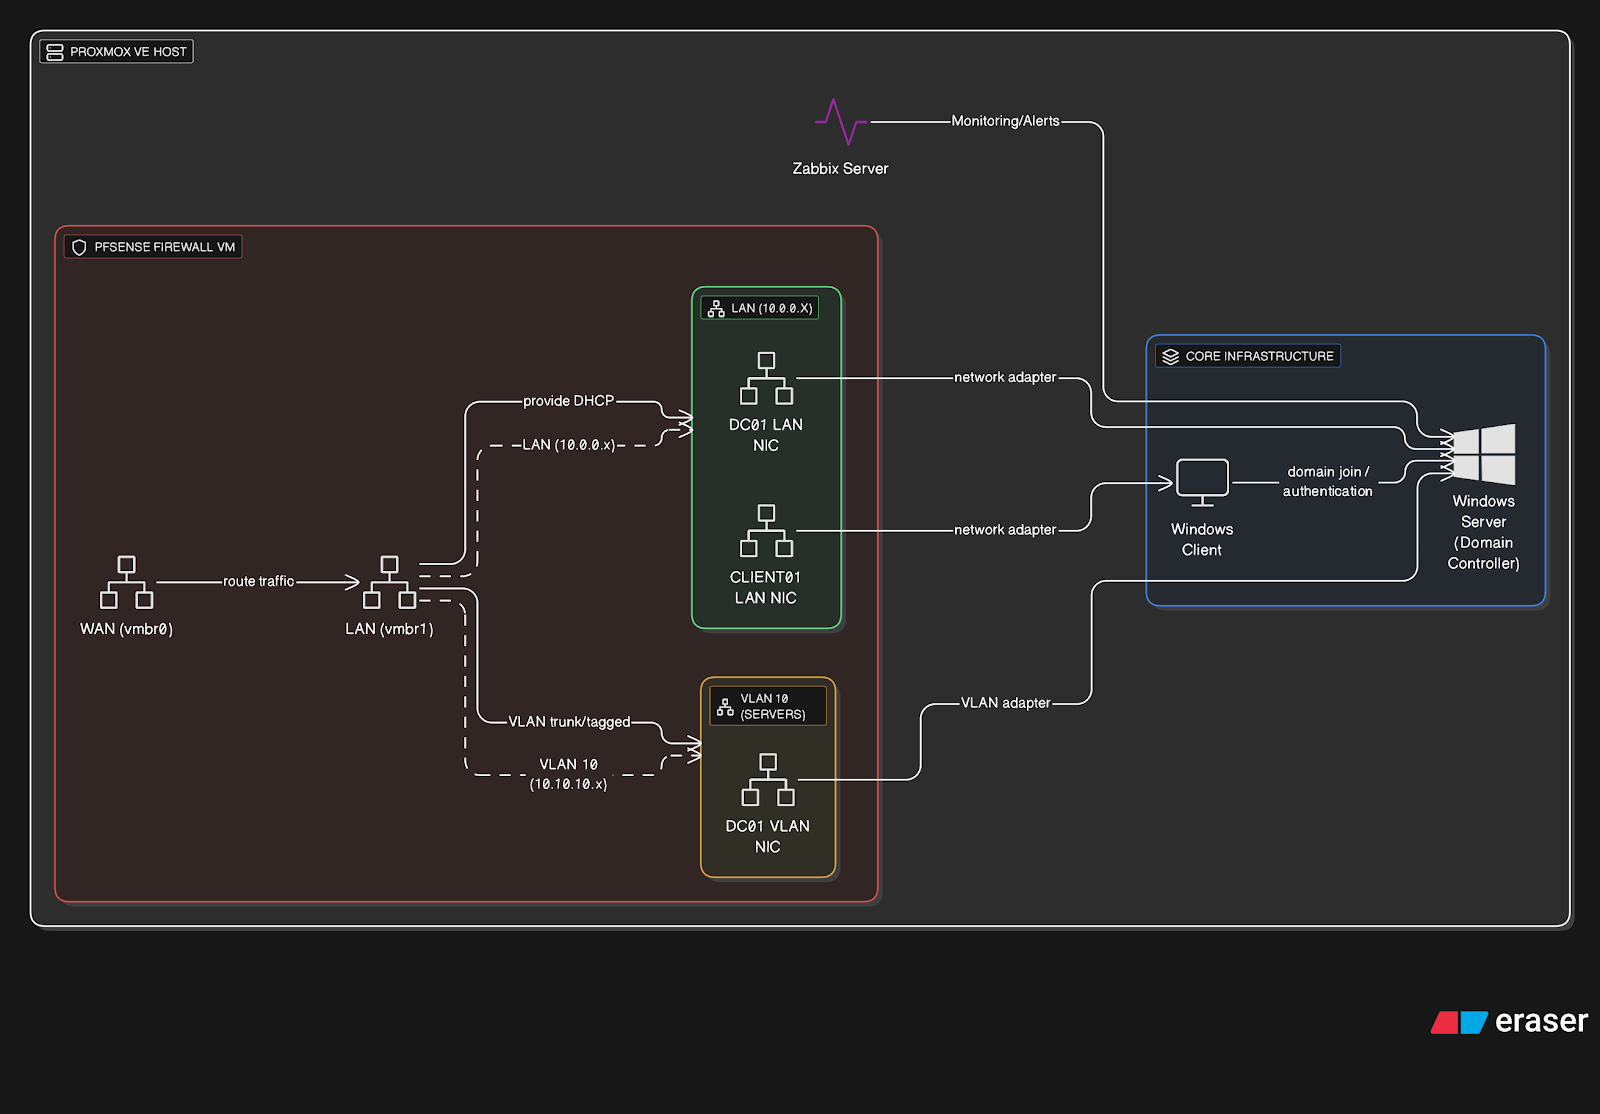 PROXMOX VE HOST
Monitoring/Alerts
Zabbix Server
PFSENSE FIREWALL VM
LAN (10.0.0.X)
DC01 LAN
NIC
network adapter
provide DHCP
LAN (10.0.0.x)
CLIENT01
LAN NIC
network adapter
CORE INFRASTRUCTURE
Windows
Client
domain join /
authentication
Windows
Server
(Domain
Controller)
WAN (vmbr0)
route traffic
LAN (vmbr1)
VLAN trunk/tagged
VLAN 10
(10.10.10.x)
VLAN 10
(SERVERS)
DC01 VLAN
NIC
VLAN adapter
eraser